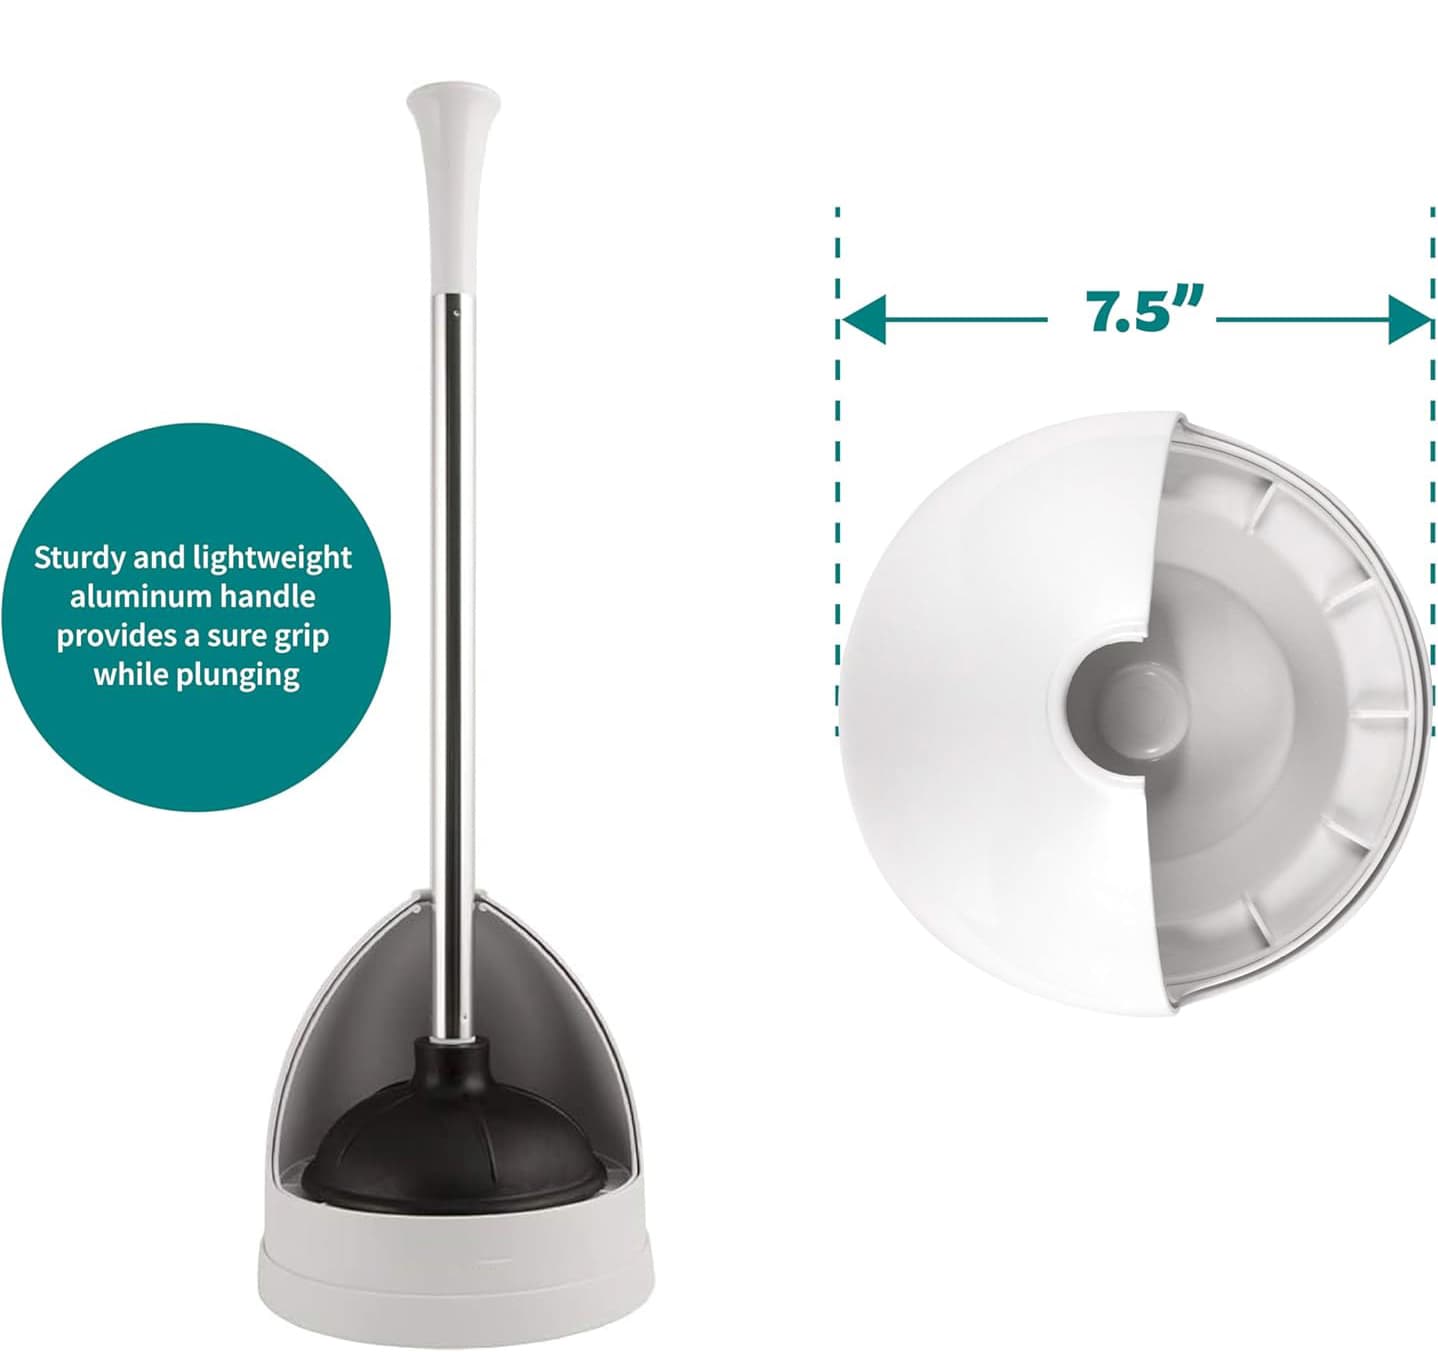 Sturdy and lightweight
aluminum handle
provides a sure grip
while plunging
7.5”